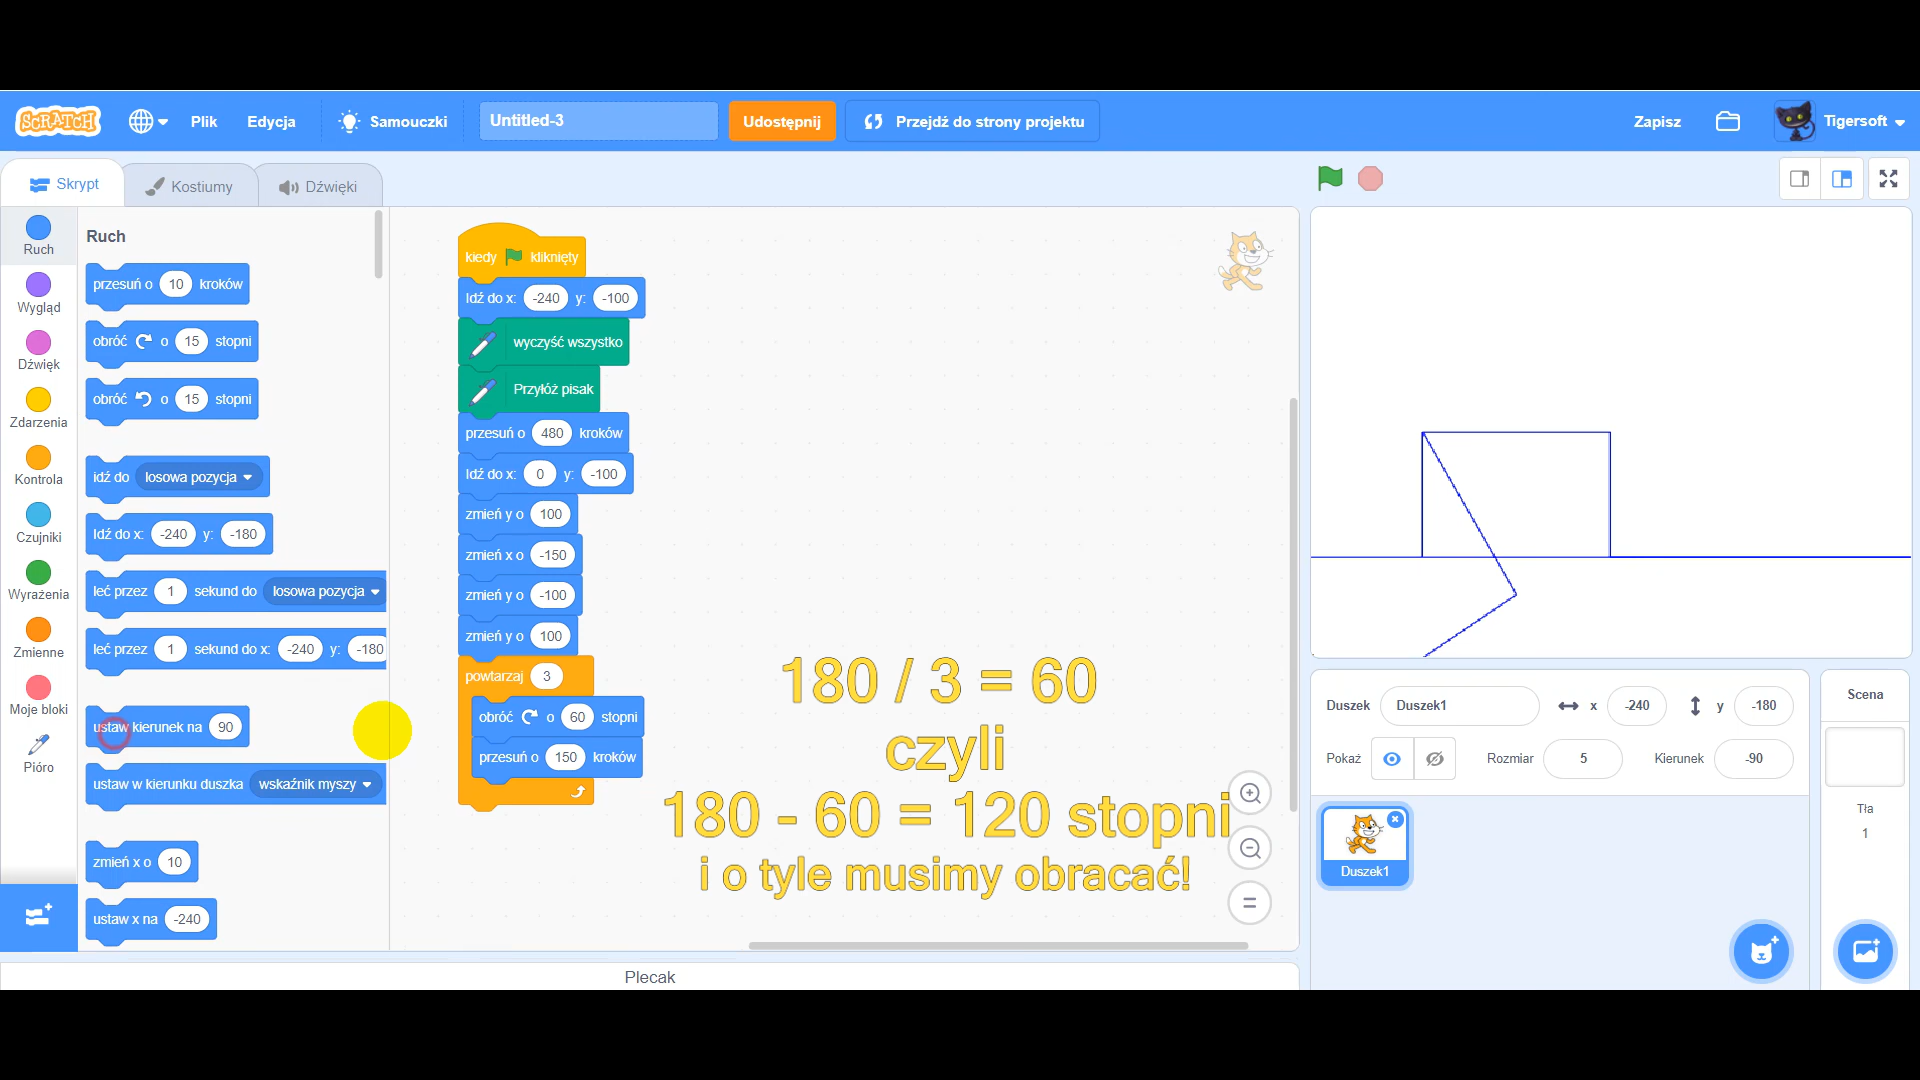 SCRATCH
Plik
Edycja
Samouczki
Untitled-3
Udostępnij
Przejdź do strony projektu
Zapisz
Tigersoft
Skrypt
Kostiumy
Dźwięki
Ruch
Wygląd
Dźwięk
Zdarzenia
Kontrola
Czujniki
Wyrażenia
Zmienne
Moje bloki
Pióro
Ruch
przesuń o 10 kroków
obróć o 15 stopni
obróć o 15 stopni
idź do losowa pozycja
Idź do x: -240 y: -180
leć przez 1 sekund do losowa pozycja
leć przez 1 sekund do x: -240 y: -180
ustaw kierunek na 90
ustaw w kierunku duszka wskaźnik myszy
zmień x o 10
ustaw x na -240
kiedy kliknięty
Idź do x: -240 y: -100
wyczyść wszystko
Przyłóż pisak
przesuń o 480 kroków
Idź do x: 0 y: -100
zmień y o 100
zmień x o -150
zmień y o -100
zmień y o 100
powtarzaj 3
obróć o 60 stopni
przesuń o 150 kroków
180 / 3 = 60
czyli
180 - 60 = 120 stopni
i o tyle musimy obracać!
Plecak
Duszek Duszek1 x -240 y -180
Pokaż Rozmiar 5 Kierunek -90
Duszek1
Scena
Tła
1